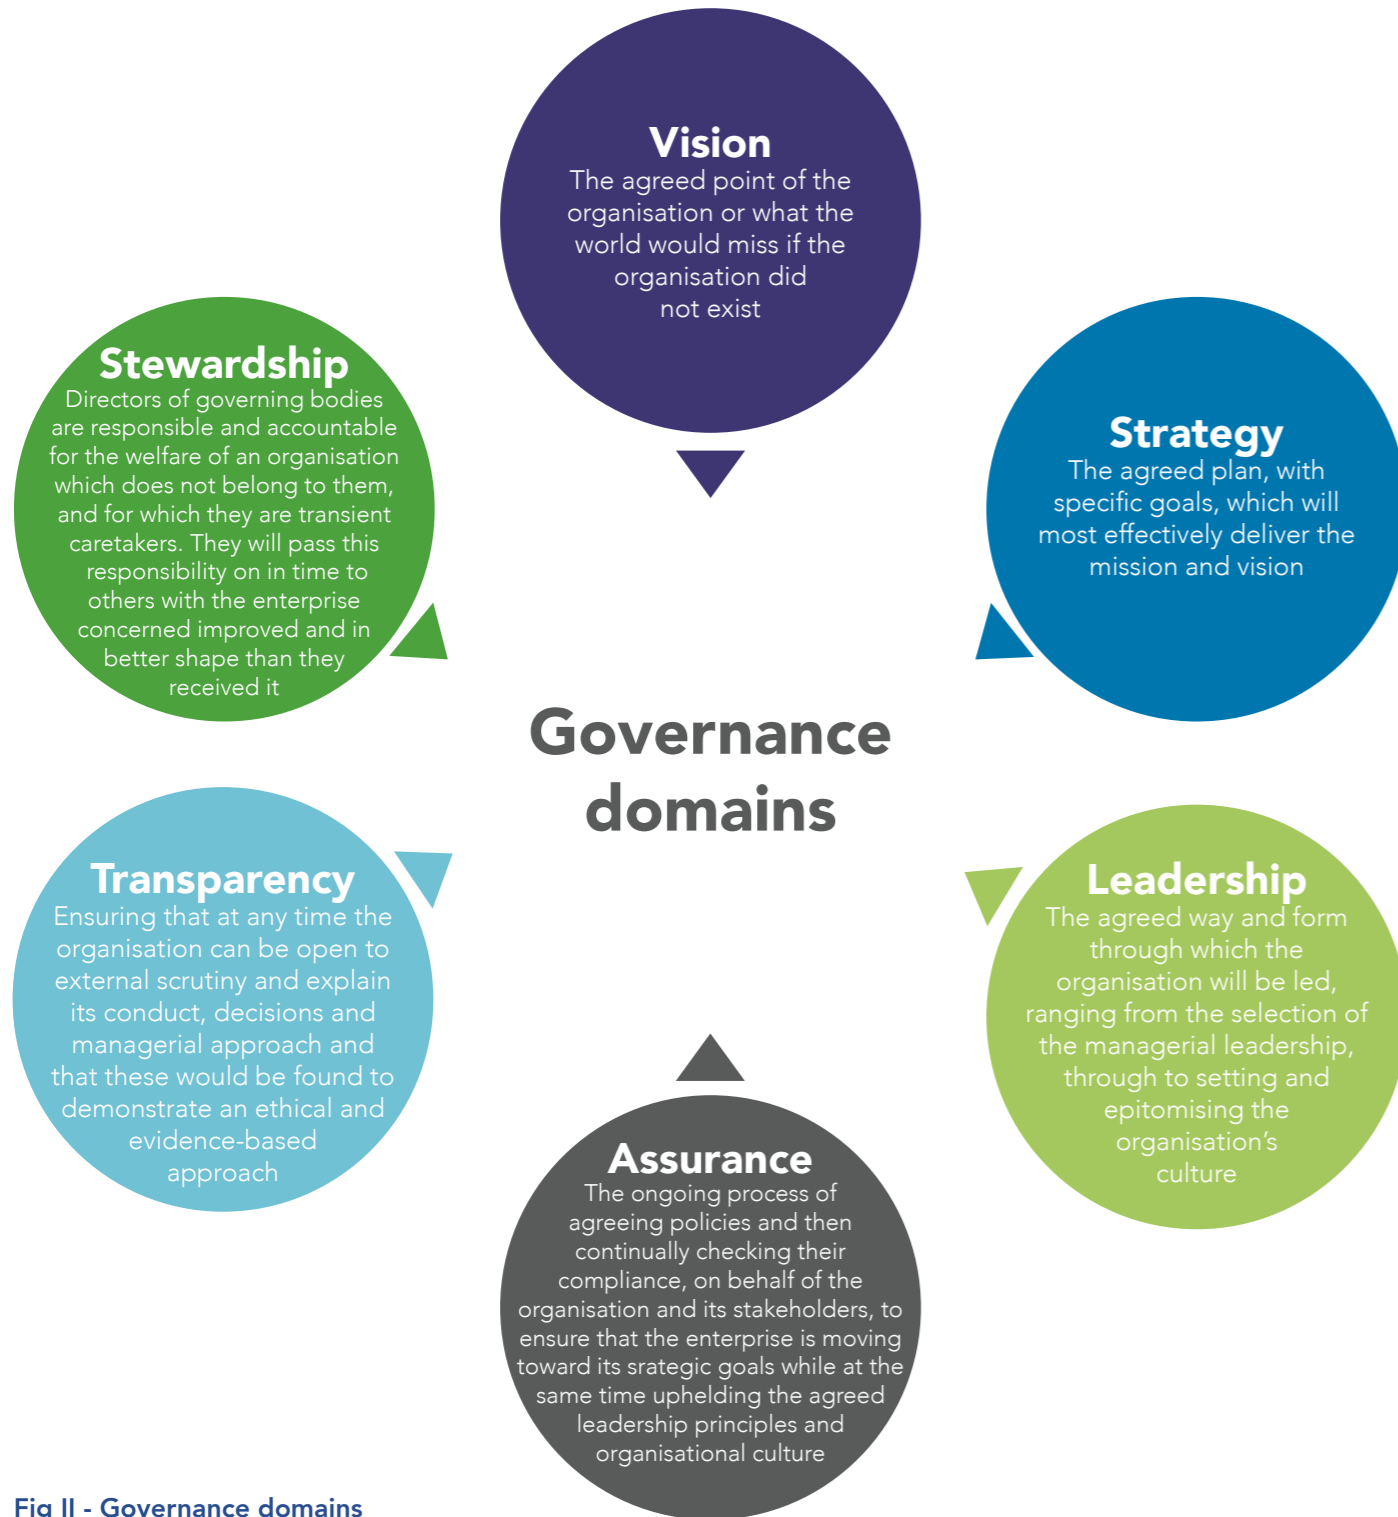 Vision
The agreed point of the
organisation or what the
world would miss if the
organisation did
not exist
Strategy
The agreed plan, with
specific goals, which will
most effectively deliver the
mission and vision
Leadership
The agreed way and form
through which the
organisation will be led,
ranging from the selection of
the managerial leadership,
through to setting and
epitomising the
organisation's
culture
Assurance
The ongoing process of
agreeing policies and then
continually checking their
compliance, on behalf of the
organisation and its stakeholders, to
ensure that the enterprise is moving
toward its srategic goals while at the
same time uphelding the agreed
leadership principles and
organisational culture
Transparency
Ensuring that at any time the
organisation can be open to
external scrutiny and explain
its conduct, decisions and
managerial approach and
that these would be found to
demonstrate an ethical and
evidence-based
approach
Stewardship
Directors of governing bodies
are responsible and accountable
for the welfare of an organisation
which does not belong to them,
and for which they are transient
caretakers. They will pass this
responsibility on in time to
others with the enterprise
concerned improved and in
better shape than they
received it
Governance
domains
Fig II - Governance domains